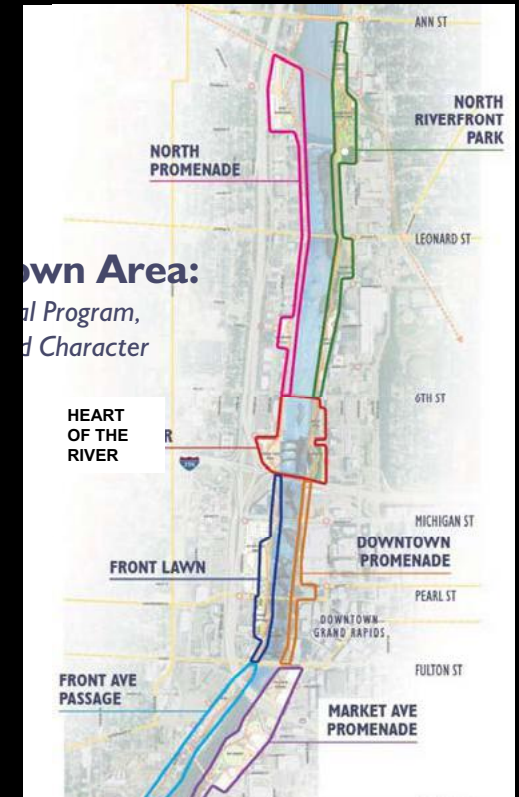 ANN ST
NORTH
RIVERFRONT
PARK
NORTH
PROMENADE
LEONARD ST
own Area:
al Program,
d Character
6TH ST
HEART
OF THE
RIVER
R
MICHIGAN ST
DOWNTOWN
PROMENADE
FRONT LAWN
PEARL ST
DOWNTOWN
GRAND RAPIDS
FULTON ST
FRONT AVE
PASSAGE
MARKET AVE
PROMENADE